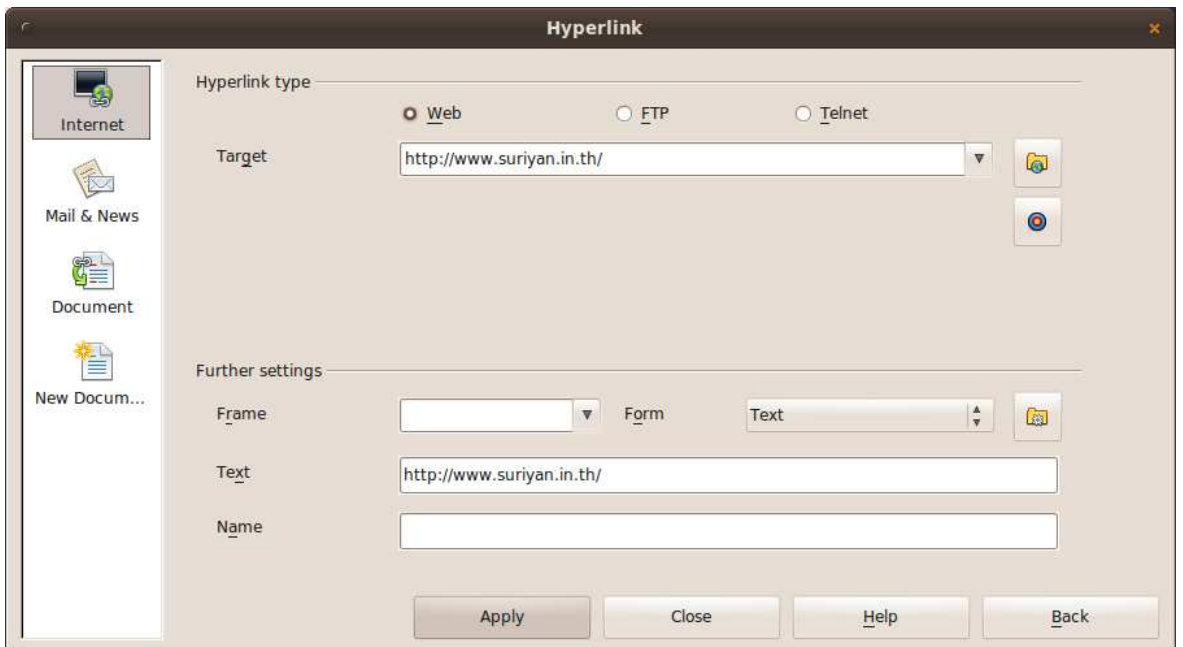 Hyperlink
Internet
Mail & News
Document
New Docum...
Hyperlink type
Web FTP Telnet
Target http://www.suriyan.in.th/
Further settings
Frame Form Text
Text http://www.suriyan.in.th/
Name
Apply Close Help Back